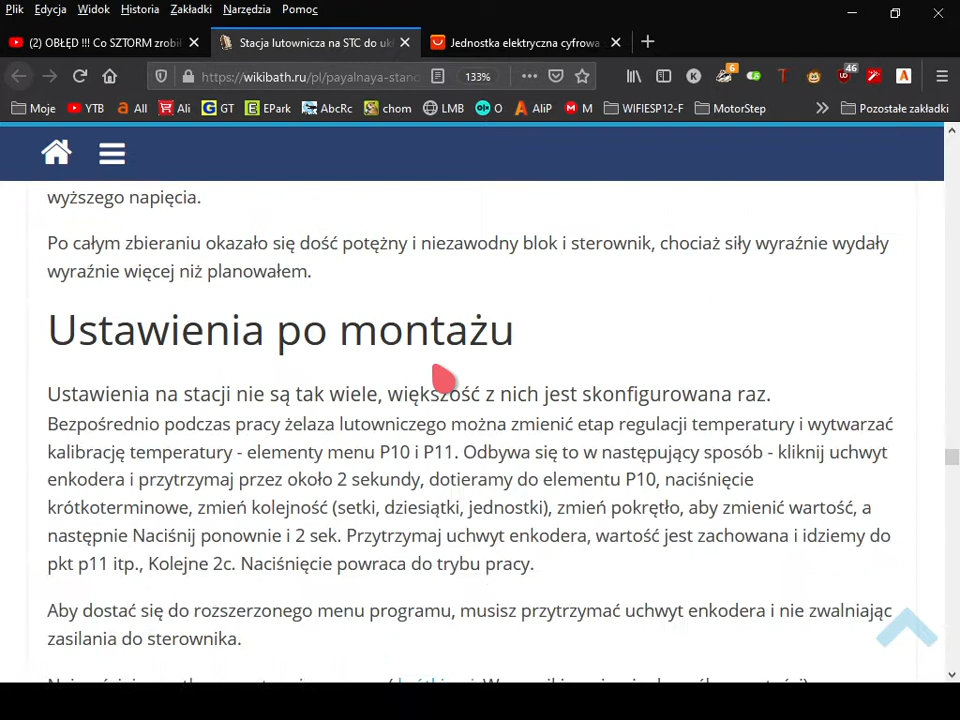 Plik Edycja Widok Historia Zakładki Narzędzia Pomoc
(2) OBŁĘD !!! Co SZTORM zrobił Stacja lutownicza na STC do uk Jednostka elektryczna cyfrowa
https://wikibath.ru/pl/payalnaya-stanc 133%
Moje YTB All Ali GT EPark AbcRc chom LMB O AliP M WIFIESP12-F MotorStep Pozostałe zakładki
wyższego napięcia.
Po całym zbieraniu okazało się dość potężny i niezawodny blok i sterownik, chociaż siły wyraźnie wydały
wyraźnie więcej niż planowałem.
Ustawienia po montażu
Ustawienia na stacji nie są tak wiele, większość z nich jest skonfigurowana raz.
Bezpośrednio podczas pracy żelaza lutowniczego można zmienić etap regulacji temperatury i wytwarzać
kalibrację temperatury - elementy menu P10 i P11. Odbywa się to w następujący sposób - kliknij uchwyt
enkodera i przytrzymaj przez około 2 sekundy, dotieramy do elementu P10, naciśnięcie
krótkoterminowe, zmień kolejność (setki, dziesiątki, jednostki), zmień pokrętło, aby zmienić wartość, a
następnie Naciśnij ponownie i 2 sek. Przytrzymaj uchwyt enkodera, wartość jest zachowana i idziemy do
pkt p11 itp., Kolejne 2c. Naciśnięcie powraca do trybu pracy.
Aby dostać się do rozszerzonego menu programu, musisz przytrzymać uchwyt enkodera i nie zwalniając
zasilania do sterownika.